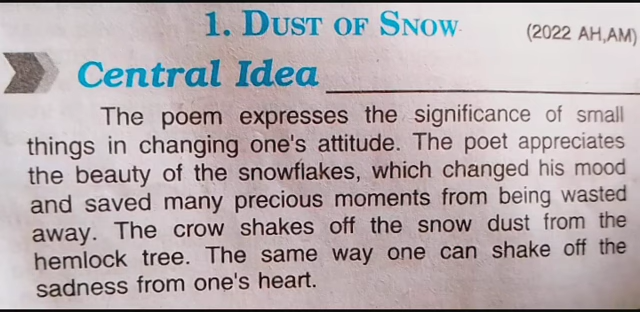 1. DUST OF SNOW
(2022 AH,AM)
Central Idea
The poem expresses the significance of small
things in changing one's attitude. The poet appreciates
the beauty of the snowflakes, which changed his mood
and saved many precious moments from being wasted
away. The crow shakes off the snow dust from the
hemlock tree. The same way one can shake off the
sadness from one's heart.